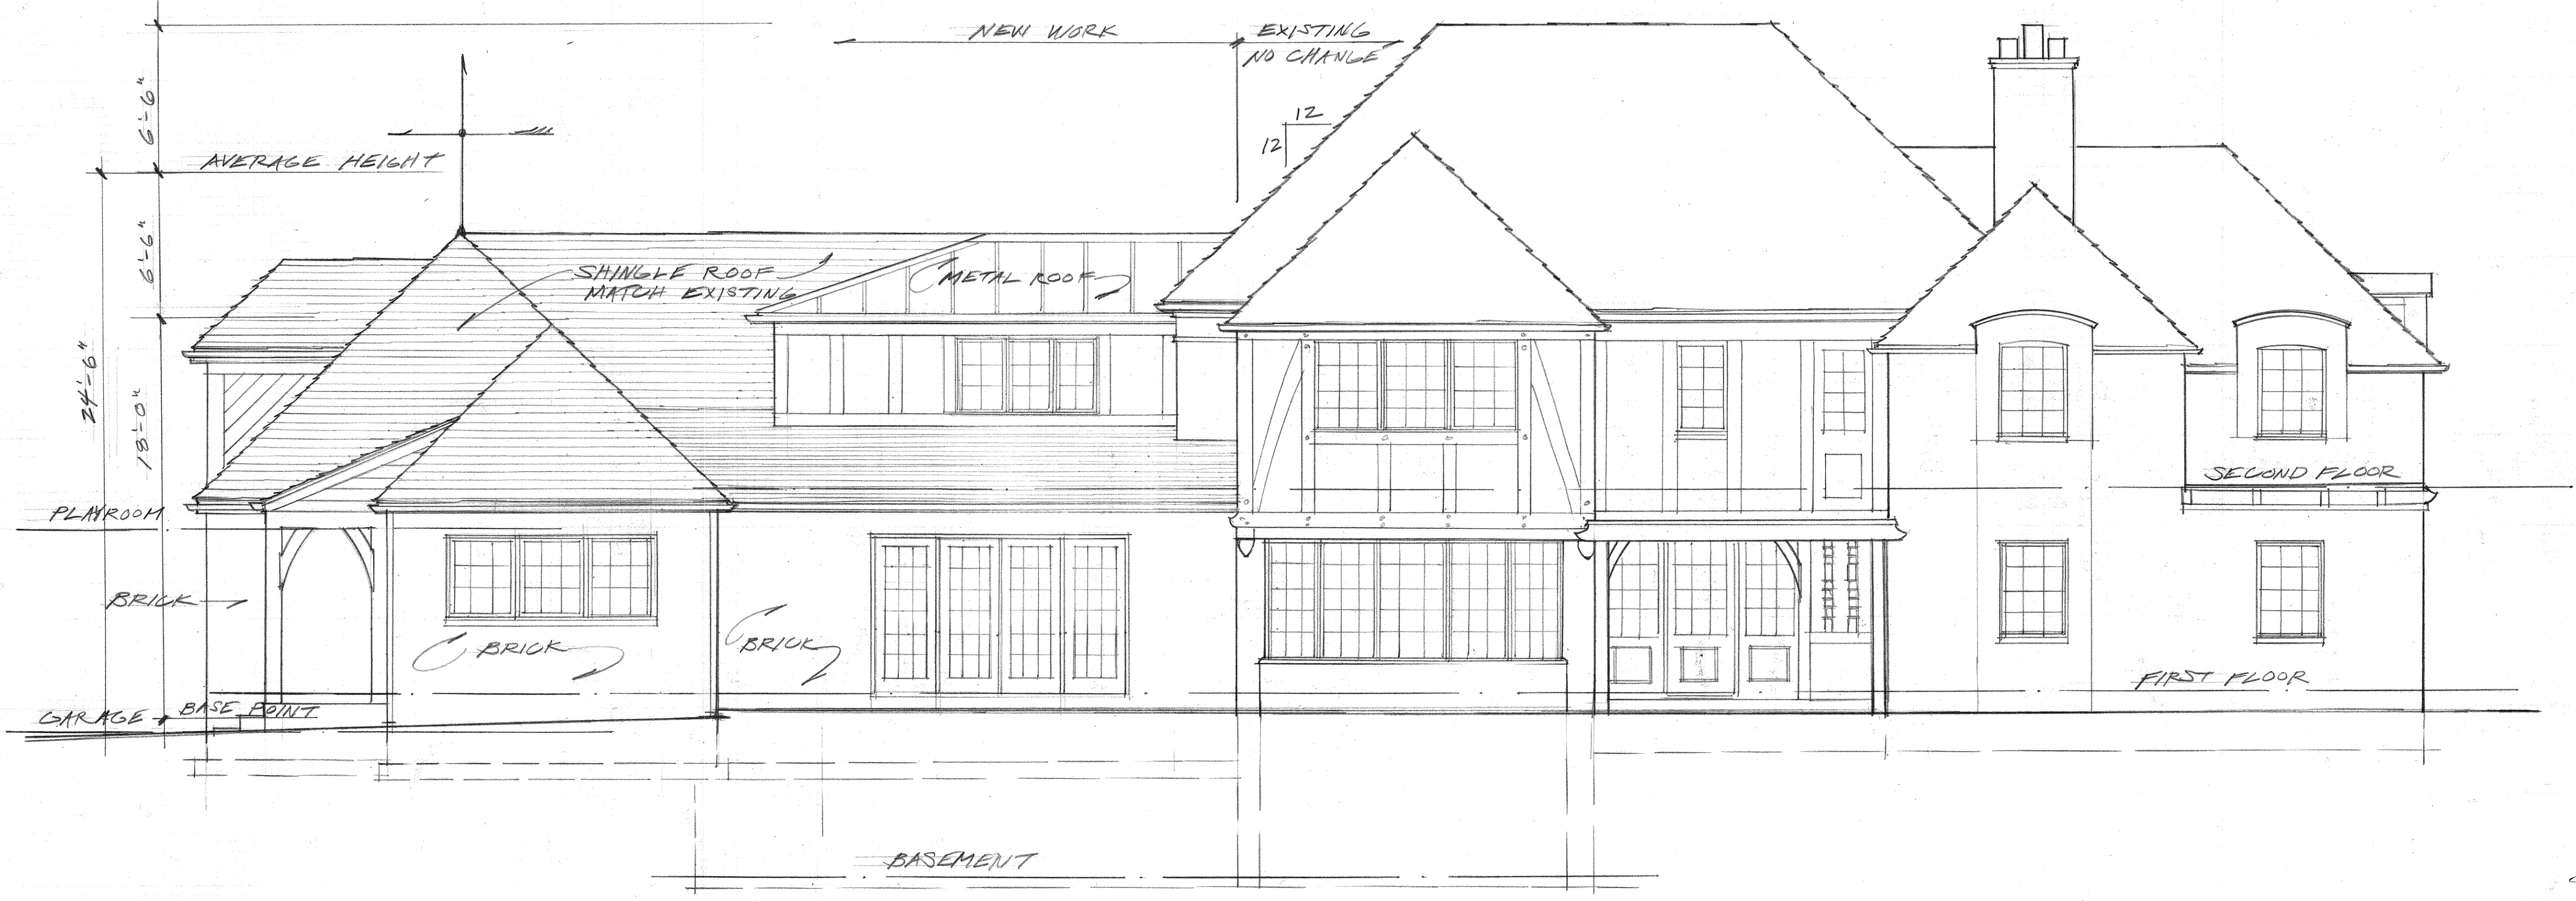 NEW WORK
EXISTING
NO CHANGE
12
12
6'-6"
AVERAGE HEIGHT
6'-6"
SHINGLE ROOF
MATCH EXISTING
METAL ROOF
24'-6"
18'-0"
SECOND FLOOR
PLAYROOM
BRICK
BRICK
BRICK
FIRST FLOOR
GARAGE
BASE POINT
BASEMENT